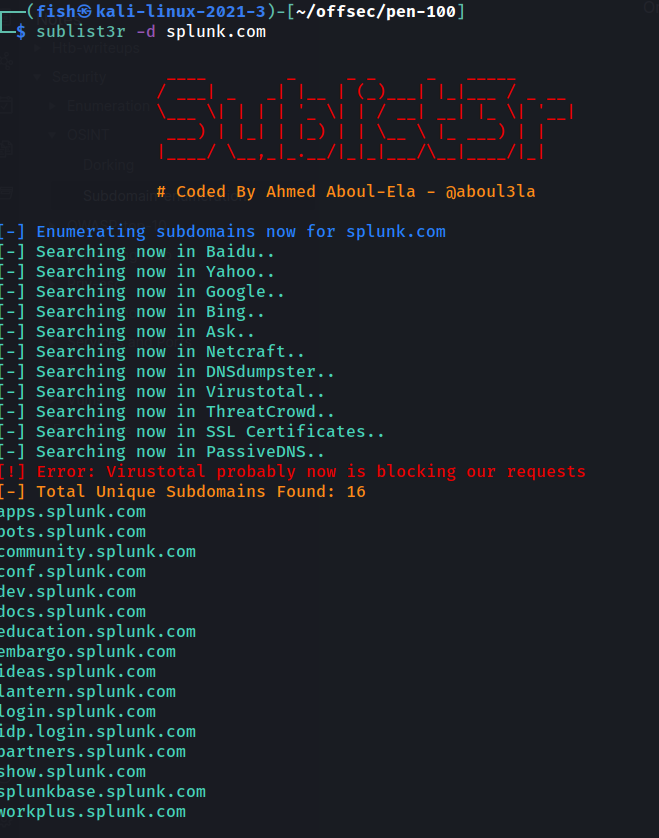 (fish㉿kali-linux-2021-3)-[~/offsec/pen-100]
$ sublist3r -d splunk.com
Sublist3r
# Coded By Ahmed Aboul-Ela - @aboul3la
[-] Enumerating subdomains now for splunk.com
[-] Searching now in Baidu..
[-] Searching now in Yahoo..
[-] Searching now in Google..
[-] Searching now in Bing..
[-] Searching now in Ask..
[-] Searching now in Netcraft..
[-] Searching now in DNSdumpster..
[-] Searching now in Virustotal..
[-] Searching now in ThreatCrowd..
[-] Searching now in SSL Certificates..
[-] Searching now in PassiveDNS..
[!] Error: Virustotal probably now is blocking our requests
[-] Total Unique Subdomains Found: 16
apps.splunk.com
bots.splunk.com
community.splunk.com
conf.splunk.com
dev.splunk.com
docs.splunk.com
education.splunk.com
embargo.splunk.com
ideas.splunk.com
lantern.splunk.com
login.splunk.com
idp.login.splunk.com
partners.splunk.com
show.splunk.com
splunkbase.splunk.com
workplus.splunk.com